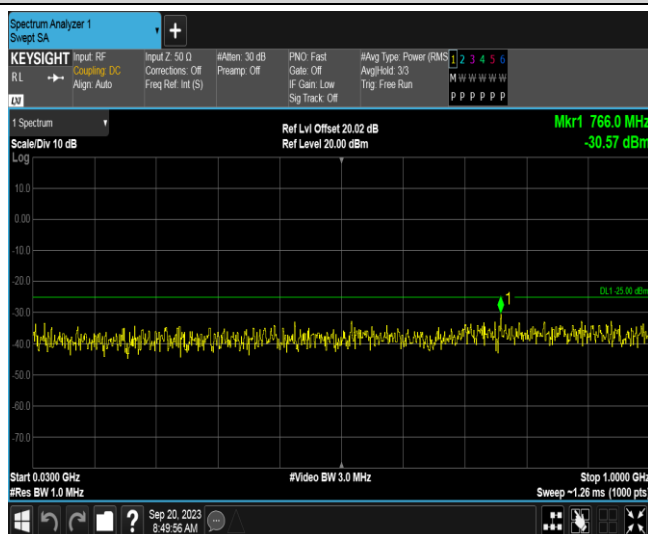 Spectrum Analyzer 1
Swept SA
+
KEYSIGHT
RL
LXI
Input: RF
Coupling: DC
Align: Auto
Input Z: 50 Ω
Corrections: Off
Freq Ref: Int (S)
#Atten: 30 dB
Preamp: Off
PNO: Fast
Gate: Off
IF Gain: Low
Sig Track: Off
#Avg Type: Power (RMS
Avg|Hold: 3/3
Trig: Free Run
1 2 3 4 5 6
M W W W W W
P P P P P P
1 Spectrum
Scale/Div 10 dB
Log
Ref Lvl Offset 20.02 dB
Ref Level 20.00 dBm
Mkr1 766.0 MHz
-30.57 dBm
10.0
0.00
-10.0
-20.0
-30.0
-40.0
-50.0
-60.0
-70.0
DL1 -25.00 dBm
1
Start 0.0300 GHz
#Res BW 1.0 MHz
#Video BW 3.0 MHz
Stop 1.0000 GHz
Sweep ~1.26 ms (1000 pts)
?
Sep 20, 2023
8:49:56 AM